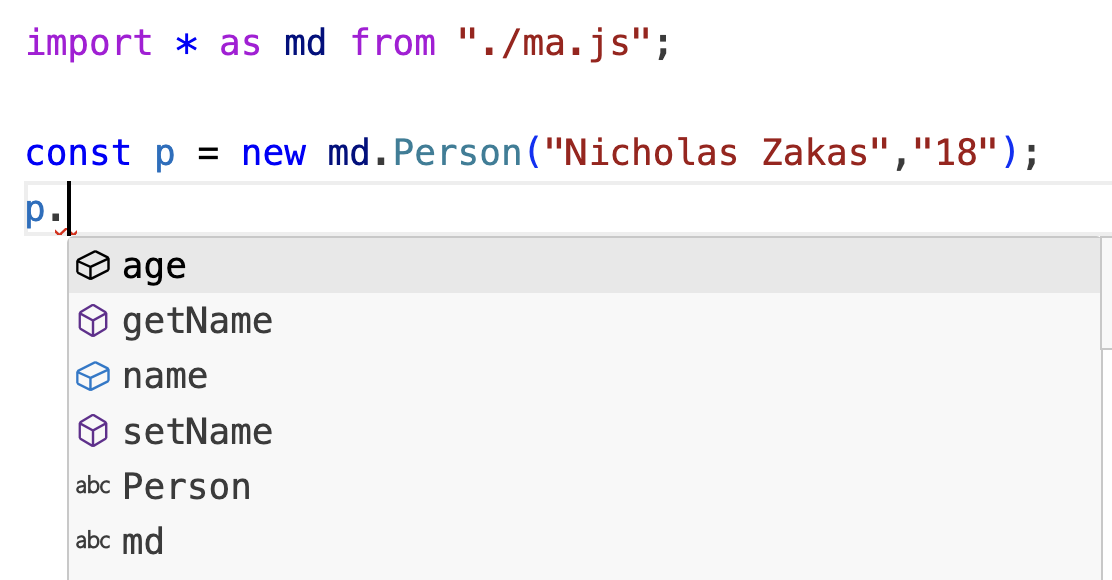 import * as md from "./ma.js";
const p = new md.Person("Nicholas Zakas","18");
p.
age
getName
name
setName
abc Person
abc md